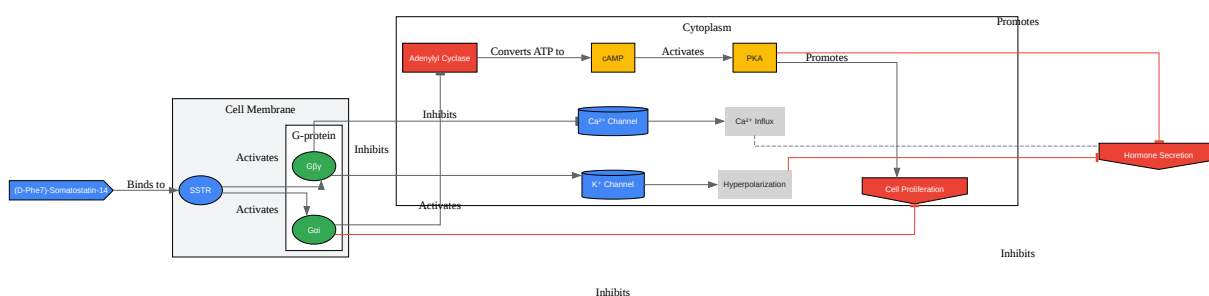 Promotes
Cytoplasm
Adenylyl Cyclase
Converts ATP to
cAMP
Activates
PKA
Promotes
Cell Membrane
Inhibits
Ca²⁺ Channel
Ca²⁺ Influx
G-protein
Inhibits
Activates
Gβγ
Hormone Secretion
(D-Phe7)-Somatostatin-14
Binds to
SSTR
K⁺ Channel
Hyperpolarization
Cell Proliferation
Activates
Activates
Gαi
Inhibits
Inhibits